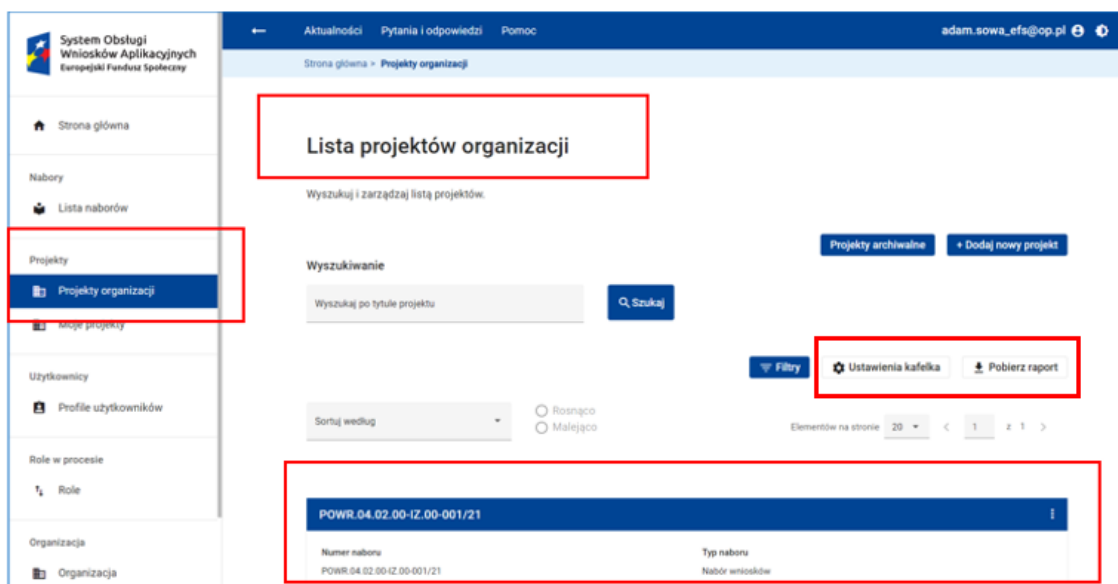 System Obsługi
Wniosków Aplikacyjnych
Europejski Fundusz Społeczny
Aktualności Pytania i odpowiedzi Pomoc
adam.sowa_efs@op.pl
Strona główna > Projekty organizacji
Strona główna
Nabory
Lista naborów
Projekty
Projekty organizacji
Moje projekty
Użytkownicy
Profile użytkowników
Role w procesie
Role
Organizacja
Organizacja
Lista projektów organizacji
Wyszukuj i zarządzaj listą projektów.
Projekty archiwalne + Dodaj nowy projekt
Wyszukiwanie
Wyszukaj po tytule projektu
Szukaj
Filtry Ustawienia kafelka Pobierz raport
Sortuj według
Rosnąco
Malejąco
Elementów na stronie 20 < 1 z 1 >
POWR.04.02.00-IZ.00-001/21
Numer naboru Typ naboru
POWR.04.02.00-IZ.00-001/21 Nabór wniosków